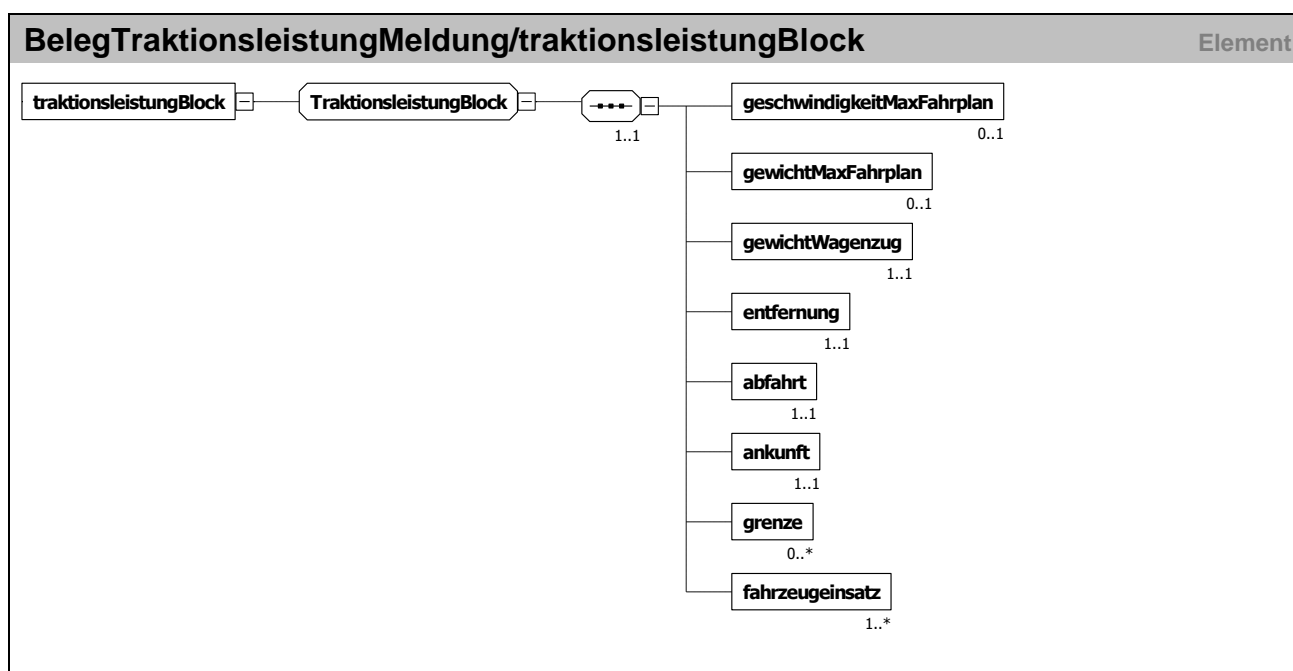 BelegTraktionsleistungMeldung/traktionsleistungBlock Element
traktionsleistungBlock TraktionsleistungBlock geschwindigkeitMaxFahrplan
1..1 0..1
gewichtMaxFahrplan
0..1
gewichtWagenzug
1..1
entfernung
1..1
abfahrt
1..1
ankunft
1..1
grenze
0..*
fahrzeugeinsatz
1..*